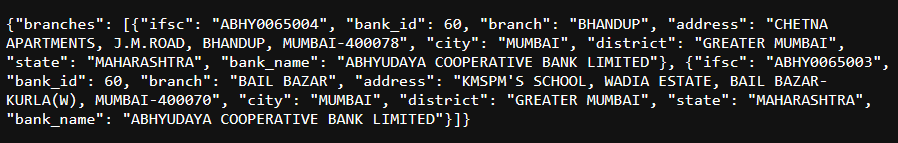 {"branches": [{"ifsc": "ABHY0065004", "bank_id": 60, "branch": "BHANDUP", "address": "CHETNA
APARTMENTS, J.M.ROAD, BHANDUP, MUMBAI-400078", "city": "MUMBAI", "district": "GREATER MUMBAI",
"state": "MAHARASHTRA", "bank_name": "ABHYUDAYA COOPERATIVE BANK LIMITED"}, {"ifsc": "ABHY0065003",
"bank_id": 60, "branch": "BAIL BAZAR", "address": "KMSPM'S SCHOOL, WADIA ESTATE, BAIL BAZAR-
KURLA(W), MUMBAI-400070", "city": "MUMBAI", "district": "GREATER MUMBAI", "state": "MAHARASHTRA",
"bank_name": "ABHYUDAYA COOPERATIVE BANK LIMITED"}]}